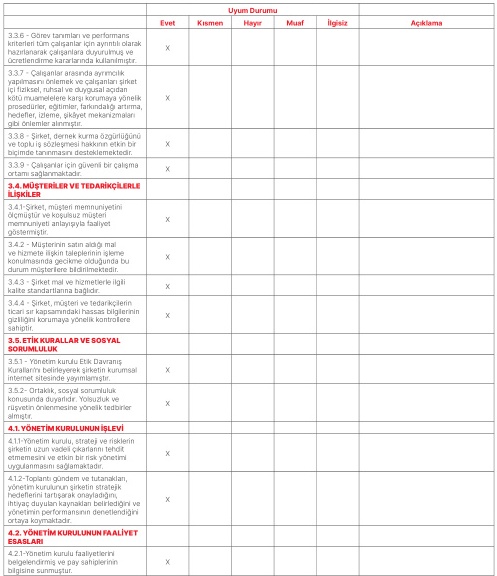 Uyum Durumu
Evet Kısmen Hayır Muaf İlgisiz Açıklama
3.3.6 - Görev tanımları ve performans
kriterleri tüm çalışanlar için ayrıntılı olarak
hazırlanarak çalışanlara duyurulmuş ve
ücretlendirme kararlarında kullanılmıştır.
X
3.3.7 - Çalışanlar arasında ayrımcılık
yapılmasını önlemek ve çalışanları şirket
içi fiziksel, ruhsal ve duygusal açıdan
kötü muamelelere karşı korumaya yönelik
prosedürler, eğitimler, farkındalığı artırma,
hedefler, izleme, şikâyet mekanizmaları
gibi önlemler alınmıştır.
X
3.3.8 - Şirket, dernek kurma özgürlüğünü
ve toplu iş sözleşmesi hakkının etkin bir
biçimde tanınmasını desteklemektedir.
X
3.3.9 - Çalışanlar için güvenli bir çalışma
ortamı sağlanmaktadır.
X
3.4. MÜŞTERİLER VE TEDARİKÇİLERLE
İLİŞKİLER
3.4.1-Şirket, müşteri memnuniyetini
ölçmüştür ve koşulsuz müşteri
memnuniyeti anlayışıyla faaliyet
göstermiştir.
X
3.4.2 - Müşterinin satın aldığı mal
ve hizmete ilişkin taleplerinin işleme
konulmasında gecikme olduğunda bu
durum müşterilere bildirilmektedir.
X
3.4.3 - Şirket mal ve hizmetlerle ilgili
kalite standartlarına bağlıdır.
X
3.4.4 - Şirket, müşteri ve tedarikçilerin
ticari sır kapsamındaki hassas bilgilerinin
gizliliğini korumaya yönelik kontrollere
sahiptir.
X
3.5. ETİK KURALLAR VE SOSYAL
SORUMLULUK
3.5.1 - Yönetim kurulu Etik Davranış
Kuralları'nı belirleyerek şirketin kurumsal
internet sitesinde yayımlamıştır.
X
3.5.2- Ortaklık, sosyal sorumluluk
konusunda duyarlıdır. Yolsuzluk ve
rüşvetin önlenmesine yönelik tedbirler
almıştır.
X
4.1. YÖNETİM KURULUNUN İŞLEVİ
4.1.1-Yönetim kurulu, strateji ve risklerin
şirketin uzun vadeli çıkarlarını tehdit
etmemesini ve etkin bir risk yönetimi
uygulanmasını sağlamaktadır.
X
4.1.2-Toplantı gündem ve tutanakları,
yönetim kurulunun şirketin stratejik
hedeflerini tartışarak onayladığını,
ihtiyaç duyulan kaynakları belirlediğini ve
yönetimin performansının denetlendiğini
ortaya koymaktadır.
X
4.2. YÖNETİM KURULUNUN FAALİYET
ESASLARI
4.2.1-Yönetim kurulu faaliyetlerini
belgelendirmiş ve pay sahiplerinin
bilgisine sunmuştur.
X